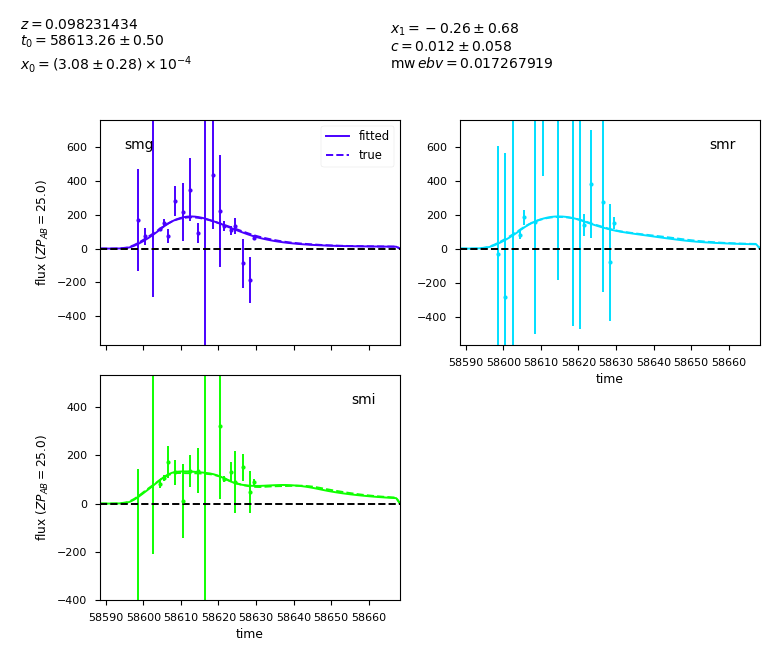 z = 0.098231434
t₀ = 58613.26 ± 0.50
x₀ = (3.08 ± 0.28) × 10⁻⁴
x₁ = −0.26 ± 0.68
c = 0.012 ± 0.058
mw ebv = 0.017267919
smg
fitted
true
600
400
200
0
−200
−400
flux (ZP_AB = 25.0)
smr
600
400
200
0
−200
−400
58590 58600 58610 58620 58630 58640 58650 58660
time
smi
400
200
0
−200
−400
flux (ZP_AB = 25.0)
58590 58600 58610 58620 58630 58640 58650 58660
time